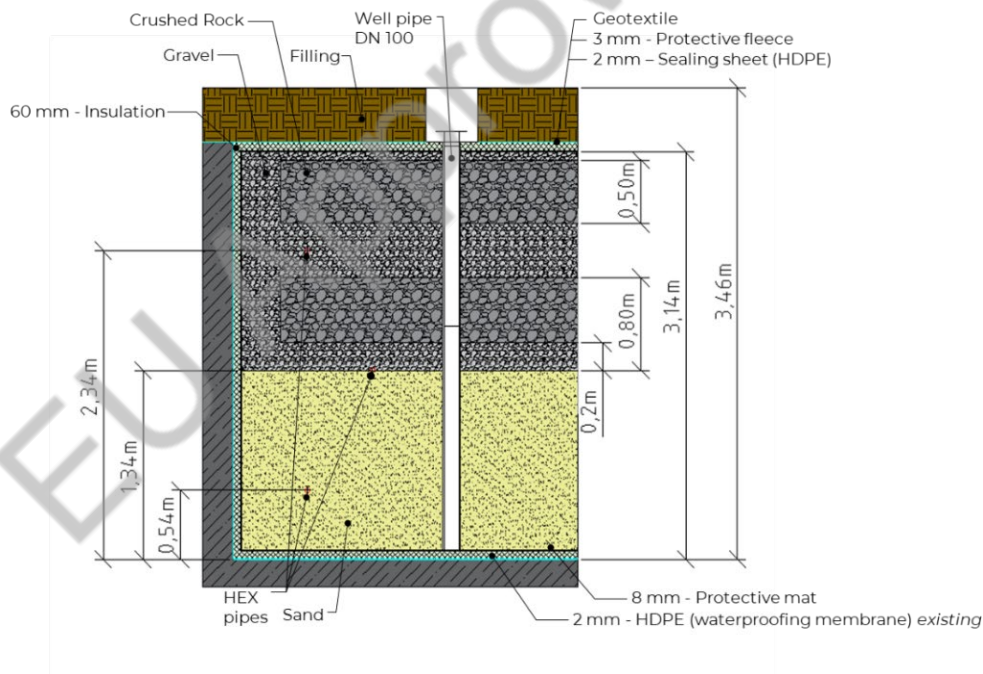 Crushed Rock
Well pipe
DN 100
Geotextile
3 mm - Protective fleece
2 mm – Sealing sheet (HDPE)
Gravel
Filling
60 mm - Insulation
0,50m
0,80m
3,14m
3,46m
0,2m
2,34m
1,34m
0,54m
HEX
pipes
Sand
8 mm - Protective mat
2 mm - HDPE (waterproofing membrane) existing